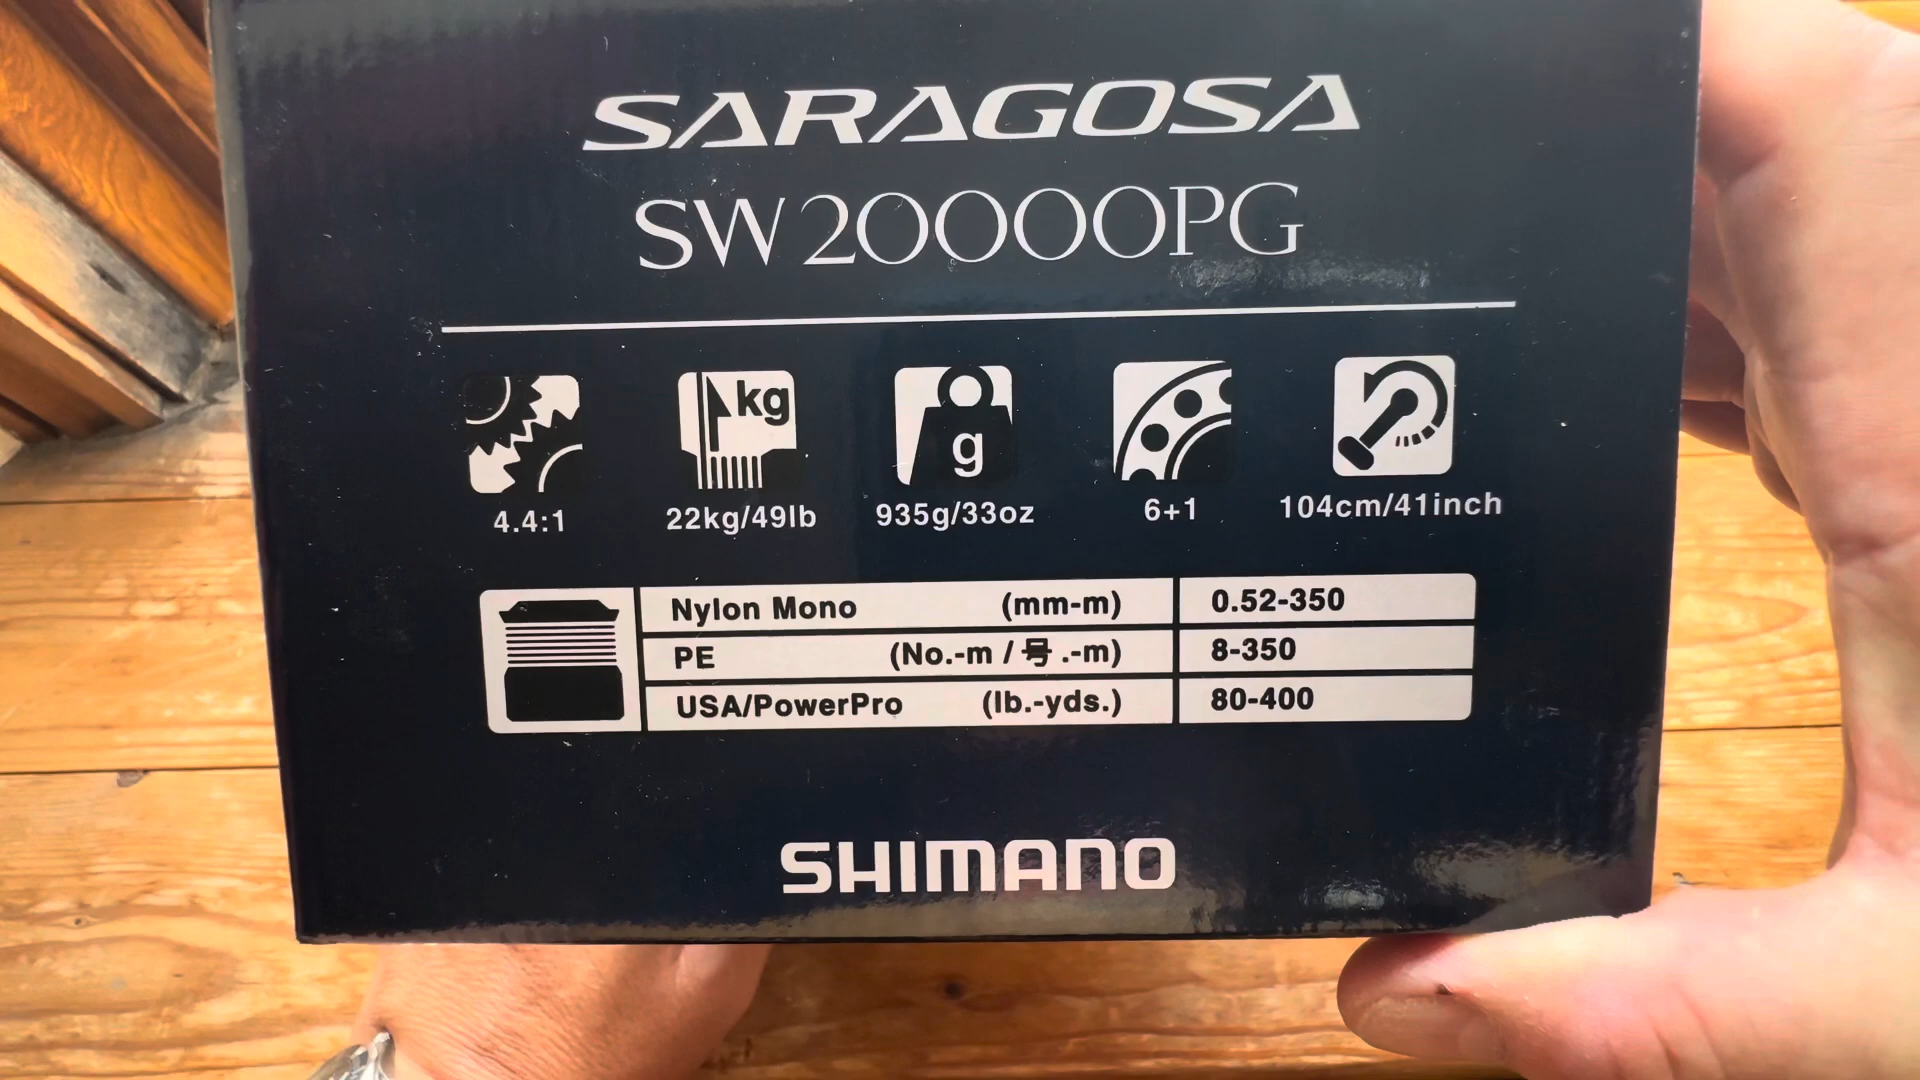 SARAGOSA
SW20000PG
kg
g
4.4:1 22kg/49lb 935g/33oz 6+1 104cm/41inch
Nylon Mono (mm-m) 0.52-350
PE (No.-m / 号.-m) 8-350
USA/PowerPro (lb.-yds.) 80-400
SHIMANO